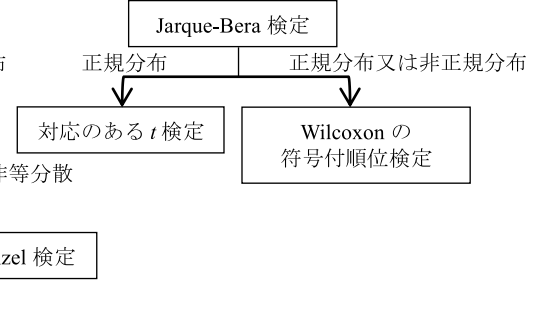 Jarque-Bera 検定
正規分布
正規分布又は非正規分布
対応のある t 検定
Wilcoxon の
符号付順位検定
非等分散
zel 検定